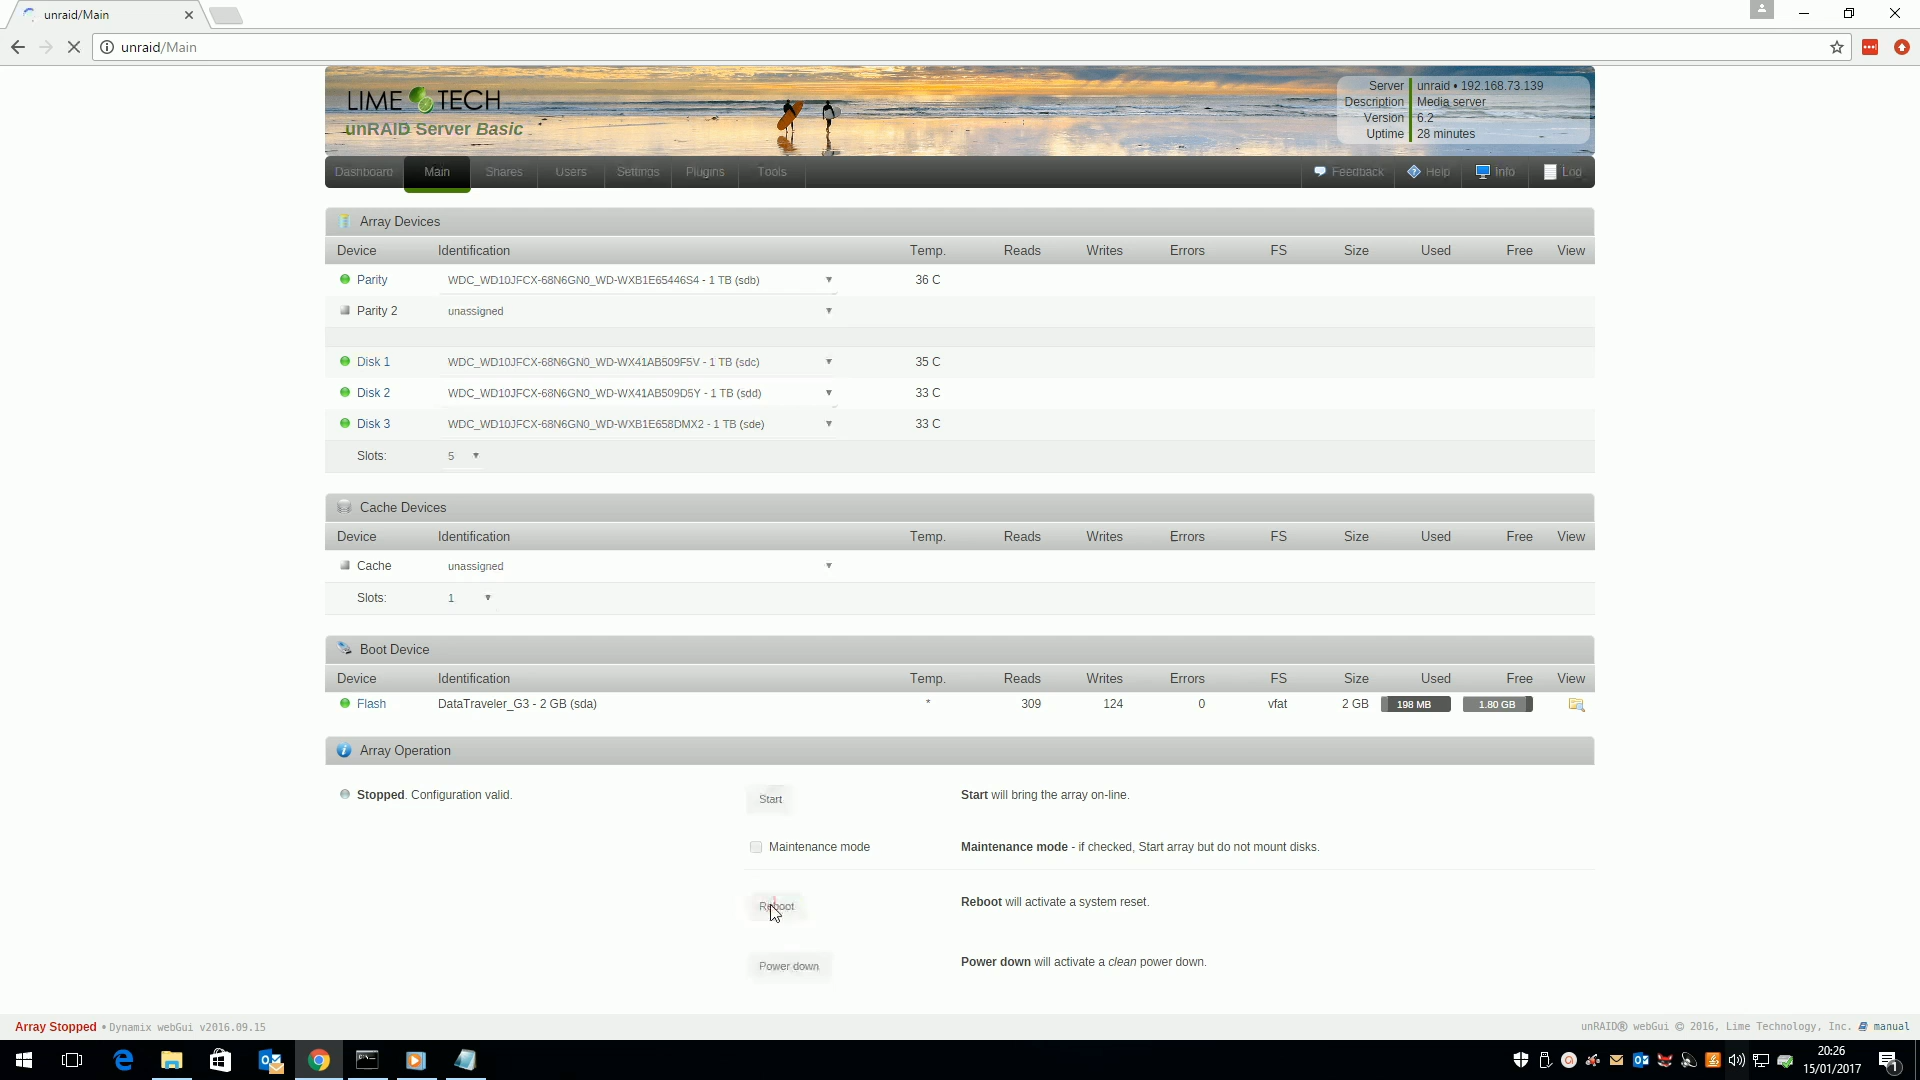 unraid/Main
unraid/Main
LIME TECH
unRAID Server Basic
Server unraid • 192.168.73.139
Description Media server
Version 6.2
Uptime 28 minutes
Dashboard Main Shares Users Settings Plugins Tools Feedback Help Info Log
Array Devices
Device Identification Temp. Reads Writes Errors FS Size Used Free View
Parity WDC_WD10JFCX-68N6GN0_WD-WXB1E65446S4 - 1 TB (sdb) 36 C
Parity 2 unassigned
Disk 1 WDC_WD10JFCX-68N6GN0_WD-WX41AB509F5V - 1 TB (sdc) 35 C
Disk 2 WDC_WD10JFCX-68N6GN0_WD-WX41AB509D5Y - 1 TB (sdd) 33 C
Disk 3 WDC_WD10JFCX-68N6GN0_WD-WXB1E658DMX2 - 1 TB (sde) 33 C
Slots: 5
Cache Devices
Device Identification Temp. Reads Writes Errors FS Size Used Free View
Cache unassigned
Slots: 1
Boot Device
Device Identification Temp. Reads Writes Errors FS Size Used Free View
Flash DataTraveler_G3 - 2 GB (sda) * 309 124 0 vfat 2 GB 198 MB 1.80 GB
Array Operation
Stopped. Configuration valid. Start Start will bring the array on-line.
Maintenance mode Maintenance mode - if checked, Start array but do not mount disks.
Reboot Reboot will activate a system reset.
Power down Power down will activate a clean power down.
Array Stopped • Dynamix webGui v2016.09.15 unRAID® webGui © 2016, Lime Technology, Inc. manual
20:26
15/01/2017
1